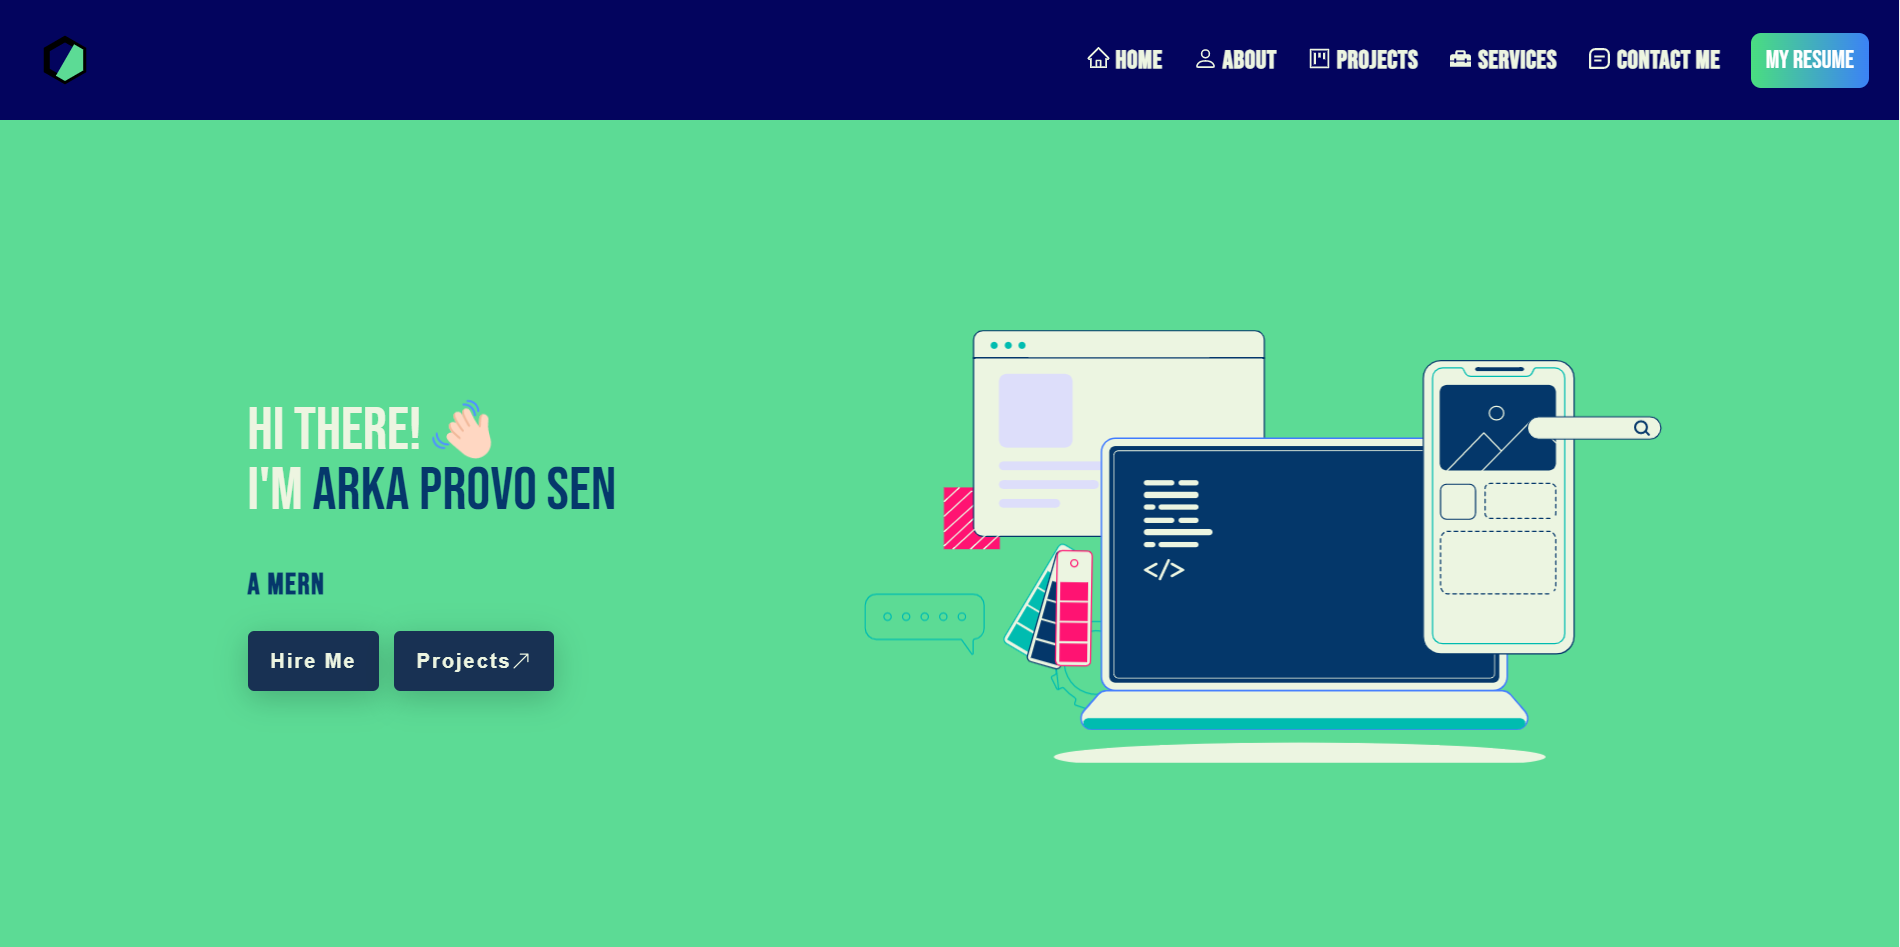 HOME ABOUT PROJECTS SERVICES CONTACT ME MY RESUME
HI THERE! 👋🏻
I'M ARKA PROVO SEN
A MERN
Hire Me Projects
</>